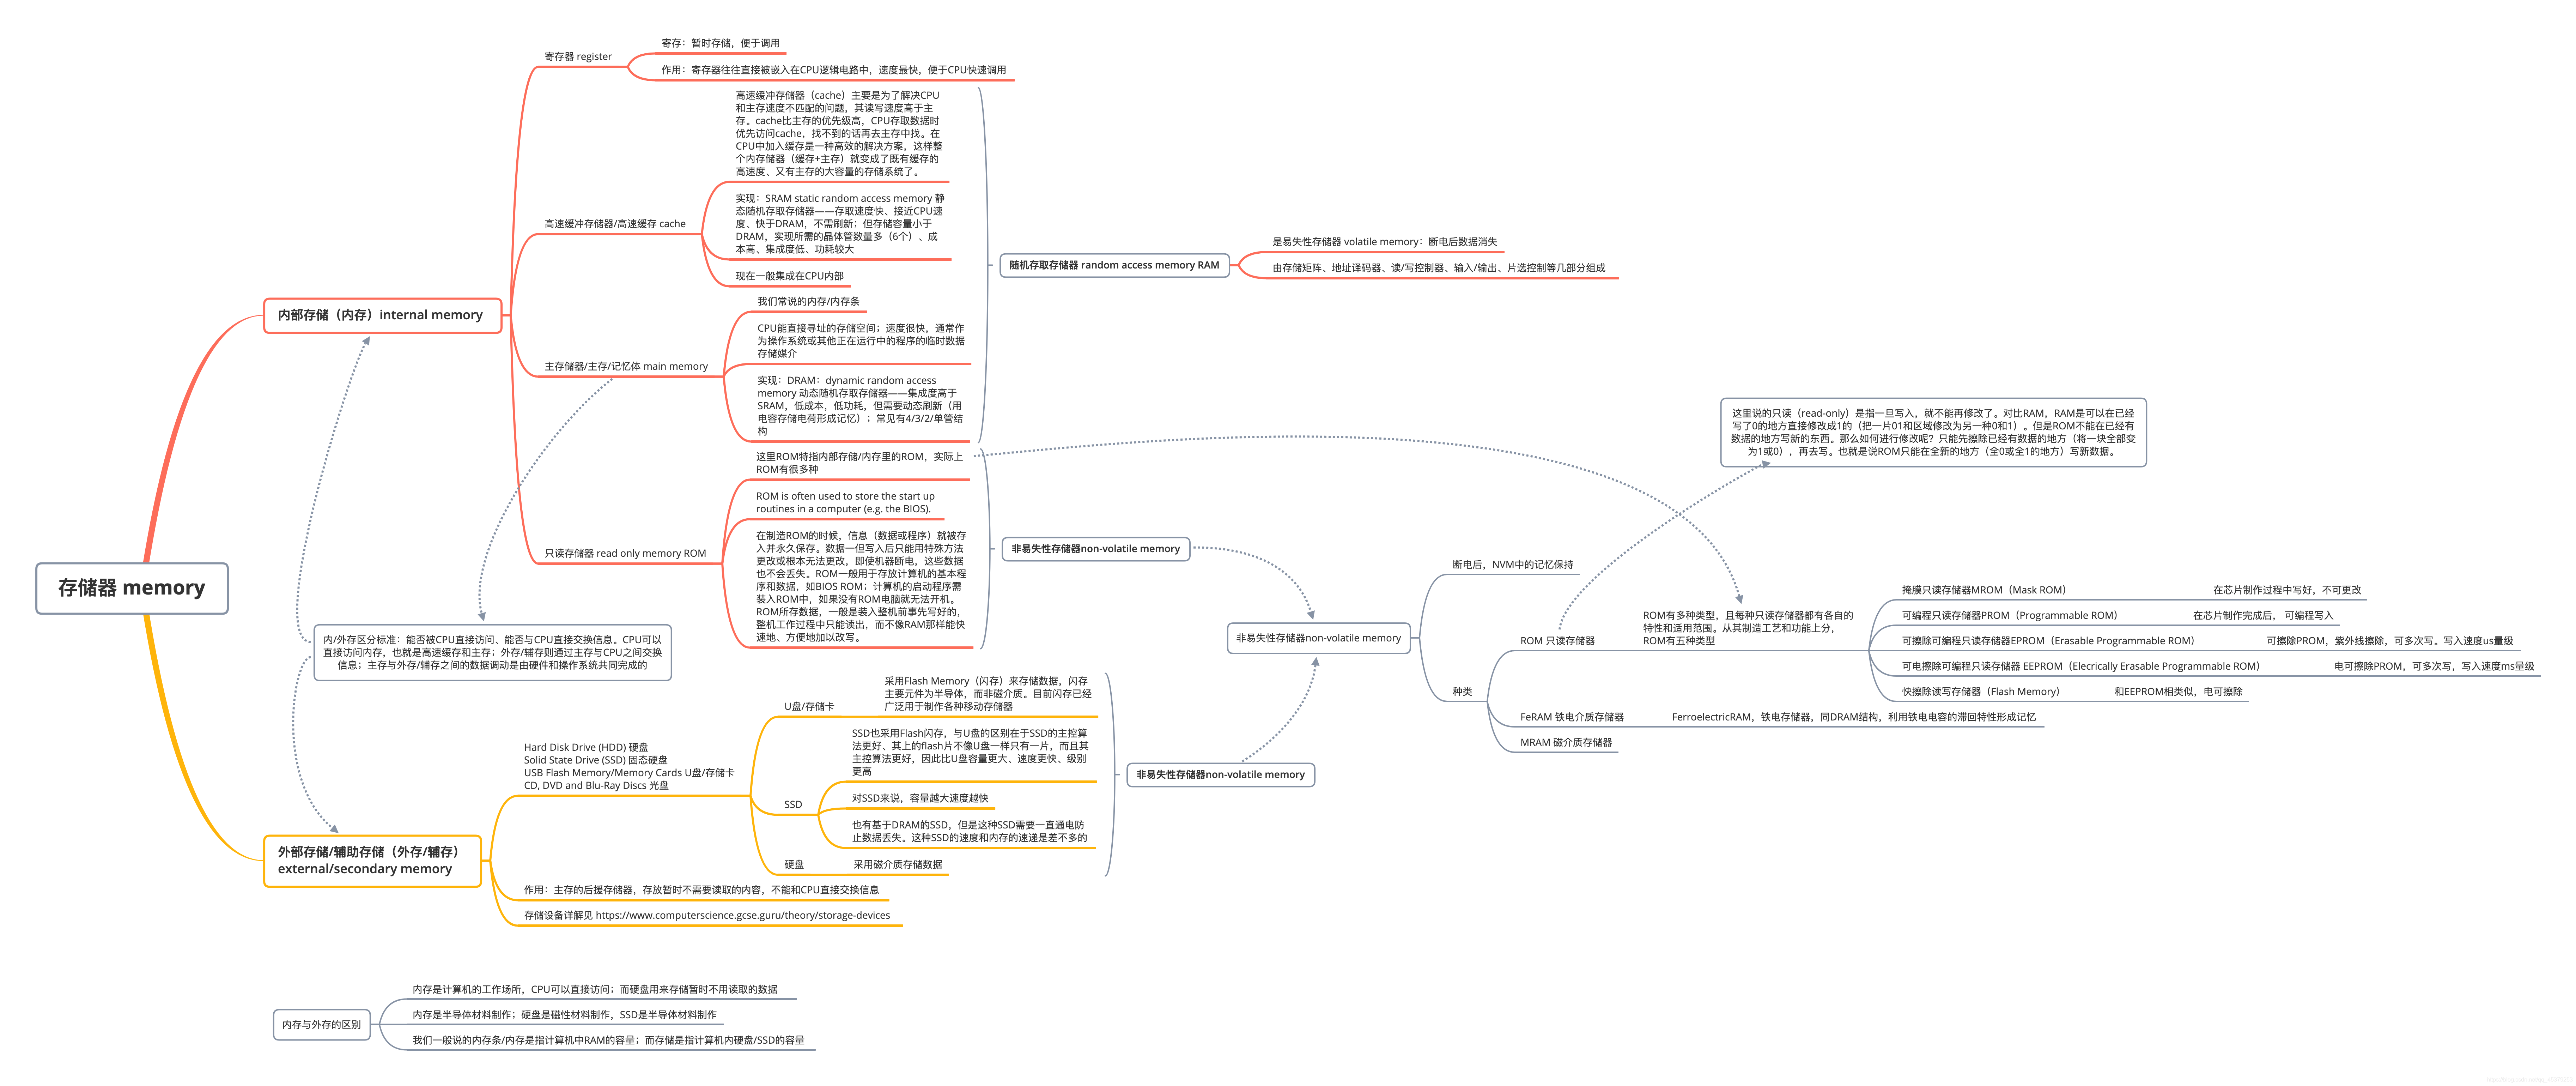 存储器 memory
内部存储（内存）internal memory
寄存器 register
寄存：暂时存储，便于调用
作用：寄存器往往直接被嵌入在CPU逻辑电路中，速度最快，便于CPU快速调用
高速缓冲存储器/高速缓存 cache
高速缓冲存储器（cache）主要是为了解决CPU
和主存速度不匹配的问题，其读写速度高于主
存。cache比主存的优先级高，CPU存取数据时
优先访问cache，找不到的话再去主存中找。在
CPU中加入缓存是一种高效的解决方案，这样整
个内存储器（缓存+主存）就变成了既有缓存的
高速度、又有主存的大容量的存储系统了。
实现：SRAM static random access memory 静
态随机存取存储器——存取速度快、接近CPU速
度、快于DRAM，不需刷新；但存储容量小于
DRAM，实现所需的晶体管数量多（6个）、成
本高、集成度低、功耗较大
现在一般集成在CPU内部
主存储器/主存/记忆体 main memory
我们常说的内存/内存条
CPU能直接寻址的存储空间；速度很快，通常作
为操作系统或其他正在运行中的程序的临时数据
存储媒介
实现：DRAM：dynamic random access
memory 动态随机存取存储器——集成度高于
SRAM，低成本，低功耗，但需要动态刷新（用
电容存储电荷形成记忆）；常见有4/3/2/单管结
构
随机存取存储器 random access memory RAM
是易失性存储器 volatile memory：断电后数据消失
由存储矩阵、地址译码器、读/写控制器、输入/输出、片选控制等几部分组成
只读存储器 read only memory ROM
这里ROM特指内部存储/内存里的ROM，实际上
ROM有很多种
ROM is often used to store the start up
routines in a computer (e.g. the BIOS).
在制造ROM的时候，信息（数据或程序）就被存
入并永久保存。数据一但写入后只能用特殊方法
更改或根本无法更改，即使机器断电，这些数据
也不会丢失。ROM一般用于存放计算机的基本程
序和数据，如BIOS ROM；计算机的启动程序需
装入ROM中，如果没有ROM电脑就无法开机。
ROM所存数据，一般是装入整机前事先写好的，
整机工作过程中只能读出，而不像RAM那样能快
速地、方便地加以改写。
非易失性存储器non-volatile memory
内/外存区分标准：能否被CPU直接访问、能否与CPU直接交换信息。CPU可以
直接访问内存，也就是高速缓存和主存；外存/辅存则通过主存与CPU之间交换
信息；主存与外存/辅存之间的数据调动是由硬件和操作系统共同完成的
外部存储/辅助存储（外存/辅存）
external/secondary memory
Hard Disk Drive (HDD) 硬盘
Solid State Drive (SSD) 固态硬盘
USB Flash Memory/Memory Cards U盘/存储卡
CD, DVD and Blu-Ray Discs 光盘
U盘/存储卡
采用Flash Memory（闪存）来存储数据，闪存
主要元件为半导体，而非磁介质。目前闪存已经
广泛用于制作各种移动存储器
SSD
SSD也采用Flash闪存，与U盘的区别在于SSD的主控算
法更好、其上的flash片不像U盘一样只有一片，而且其
主控算法更好，因此比U盘容量更大、速度更快、级别
更高
对SSD来说，容量越大速度越快
也有基于DRAM的SSD，但是这种SSD需要一直通电防
止数据丢失。这种SSD的速度和内存的速递是差不多的
硬盘
采用磁介质存储数据
非易失性存储器non-volatile memory
作用：主存的后援存储器，存放暂时不需要读取的内容，不能和CPU直接交换信息
存储设备详解见 https://www.computerscience.gcse.guru/theory/storage-devices
非易失性存储器non-volatile memory
断电后，NVM中的记忆保持
种类
ROM 只读存储器
这里说的只读（read-only）是指一旦写入，就不能再修改了。对比RAM，RAM是可以在已经
写了0的地方直接修改成1的（把一片01和区域修改为另一种0和1）。但是ROM不能在已经有
数据的地方写新的东西。那么如何进行修改呢？只能先擦除已经有数据的地方（将一块全部变
为1或0），再去写。也就是说ROM只能在全新的地方（全0或全1的地方）写新数据。
ROM有多种类型，且每种只读存储器都有各自的
特性和适用范围。从其制造工艺和功能上分，
ROM有五种类型
掩膜只读存储器MROM（Mask ROM）
在芯片制作过程中写好，不可更改
可编程只读存储器PROM（Programmable ROM）
在芯片制作完成后， 可编程写入
可擦除可编程只读存储器EPROM（Erasable Programmable ROM）
可擦除PROM，紫外线擦除，可多次写。写入速度us量级
可电擦除可编程只读存储器 EEPROM（Elecrically Erasable Programmable ROM）
电可擦除PROM，可多次写，写入速度ms量级
快擦除读写存储器（Flash Memory）
和EEPROM相类似，电可擦除
FeRAM 铁电介质存储器
FerroelectricRAM，铁电存储器，同DRAM结构，利用铁电电容的滞回特性形成记忆
MRAM 磁介质存储器
内存与外存的区别
内存是计算机的工作场所，CPU可以直接访问；而硬盘用来存储暂时不用读取的数据
内存是半导体材料制作；硬盘是磁性材料制作，SSD是半导体材料制作
我们一般说的内存条/内存是指计算机中RAM的容量；而存储是指计算机内硬盘/SSD的容量